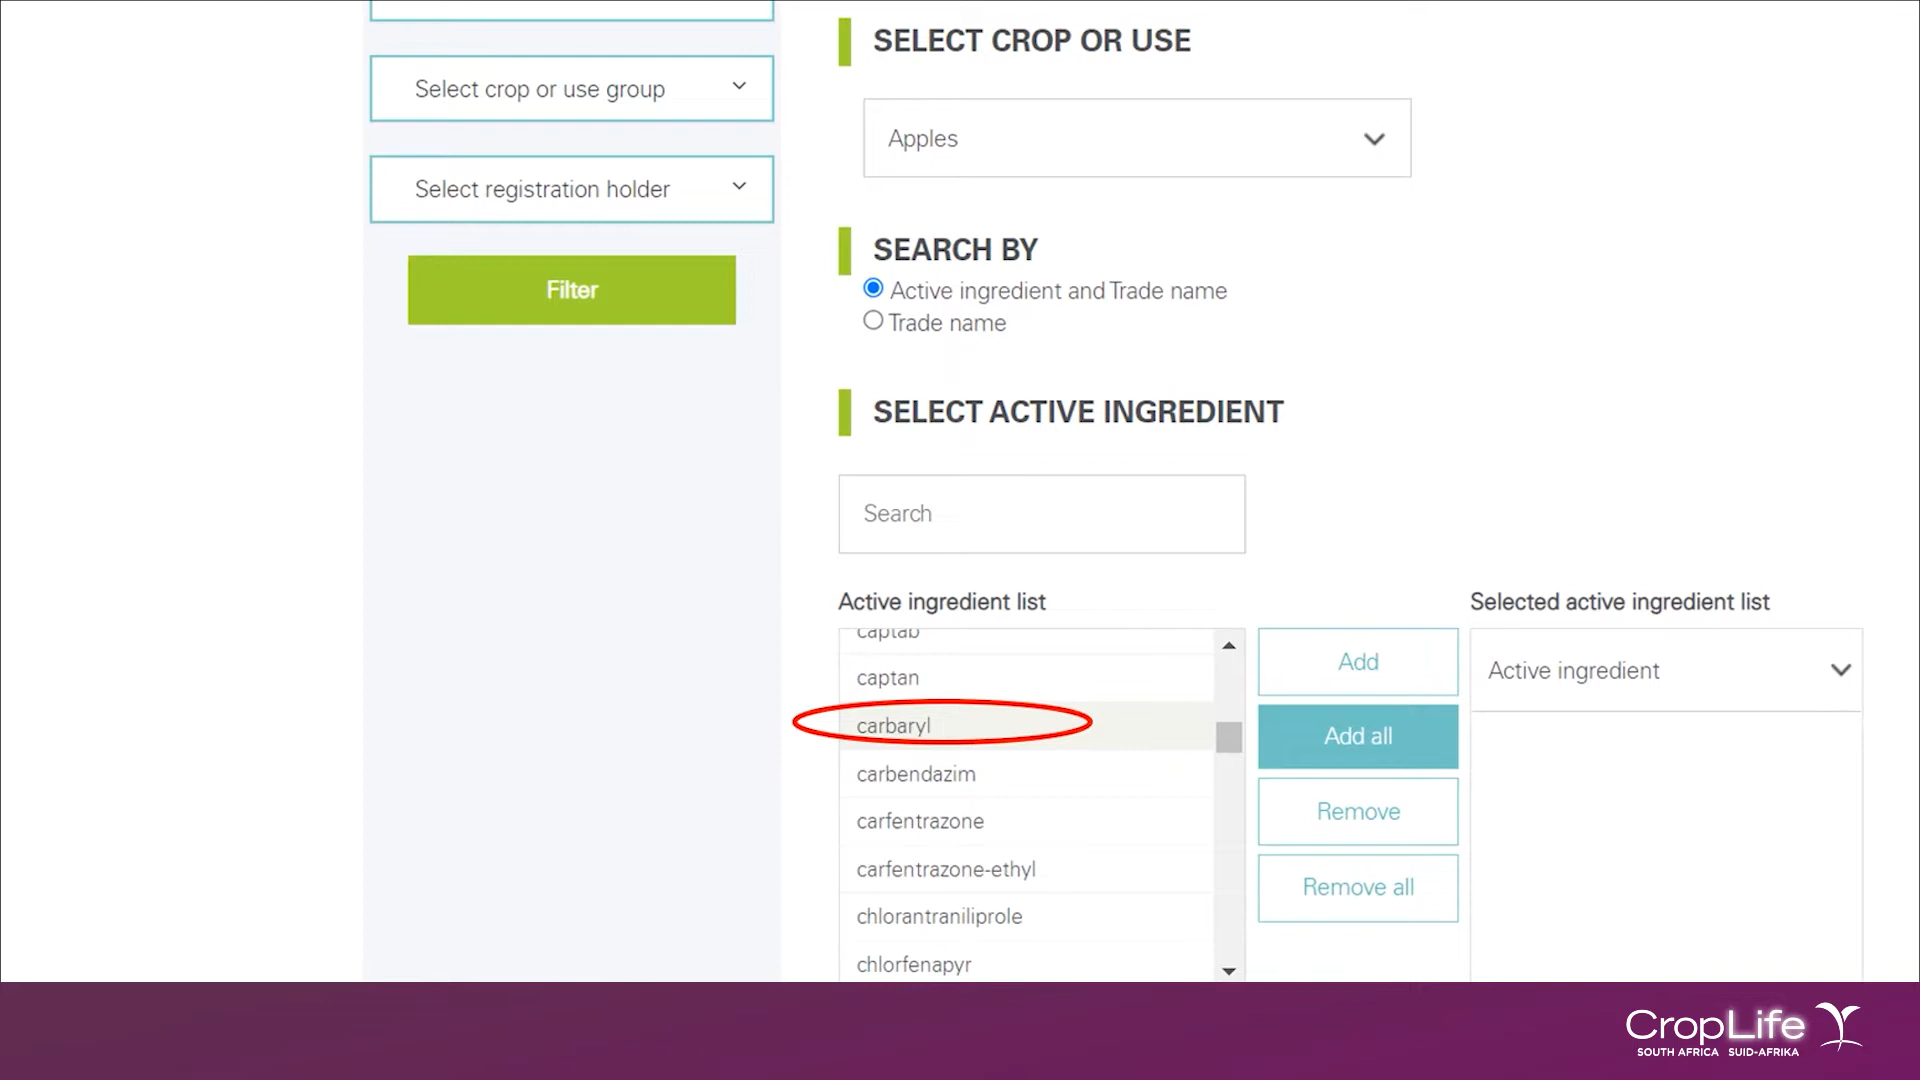 Select crop or use group
Select registration holder
Filter
SELECT CROP OR USE
Apples
SEARCH BY
Active ingredient and Trade name
Trade name
SELECT ACTIVE INGREDIENT
Search
Active ingredient list
captab
captan
carbaryl
carbendazim
carfentrazone
carfentrazone-ethyl
chlorantraniliprole
chlorfenapyr
Add
Add all
Remove
Remove all
Selected active ingredient list
Active ingredient
CropLife
SOUTH AFRICA SUID-AFRIKA